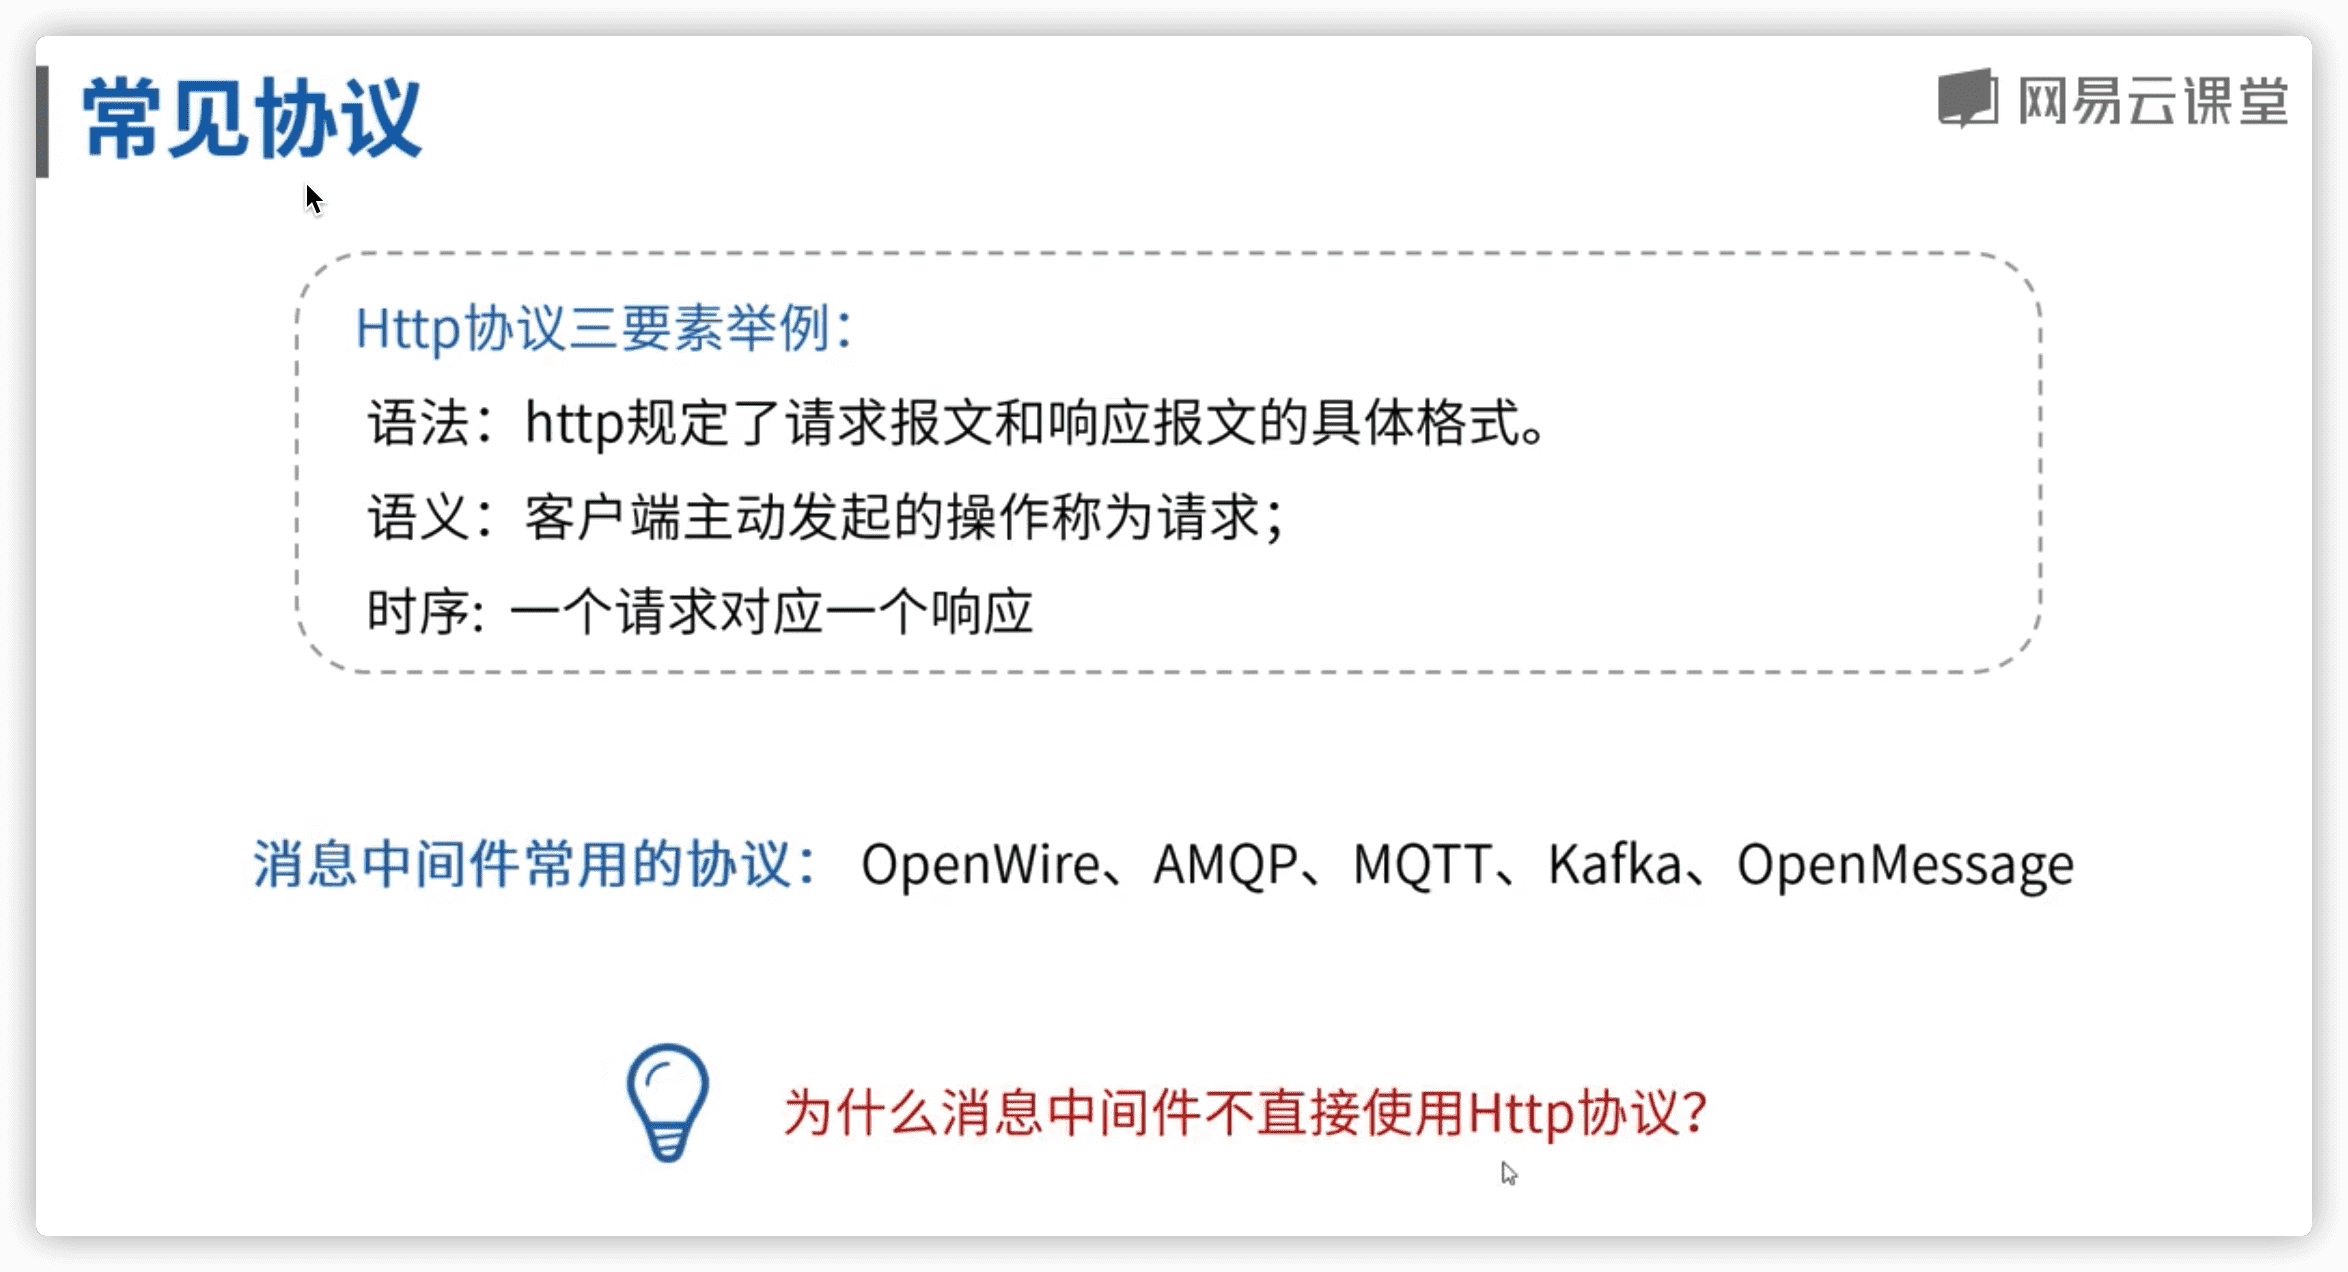 常见协议
网易云课堂
Http协议三要素举例：
语法：http规定了请求报文和响应报文的具体格式。
语义：客户端主动发起的操作称为请求；
时序: 一个请求对应一个响应
消息中间件常用的协议： OpenWire、AMQP、MQTT、Kafka、OpenMessage
为什么消息中间件不直接使用Http协议？